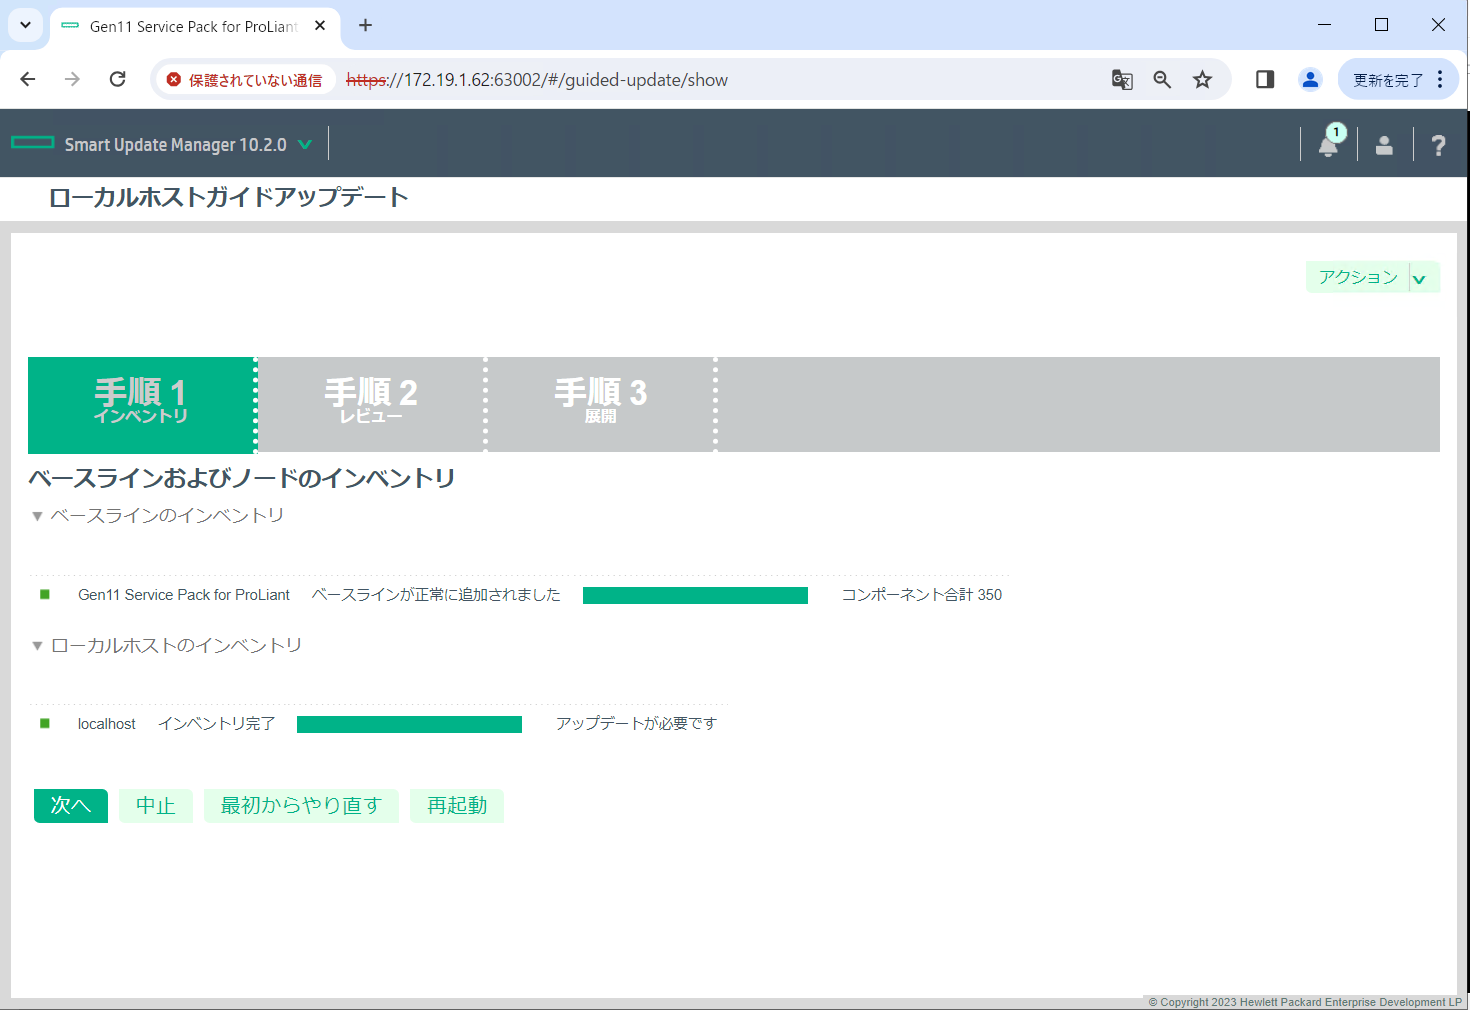 Gen11 Service Pack for ProLiant
保護されていない通信 https://172.19.1.62:63002/#/guided-update/show 更新を完了
Smart Update Manager 10.2.0 1 ?
ローカルホストガイドアップデート
アクション
手順 1
インベントリ
手順 2
レビュー
手順 3
展開
ベースラインおよびノードのインベントリ
ベースラインのインベントリ
Gen11 Service Pack for ProLiant ベースラインが正常に追加されました コンポーネント合計 350
ローカルホストのインベントリ
localhost インベントリ完了 アップデートが必要です
次へ 中止 最初からやり直す 再起動
© Copyright 2023 Hewlett Packard Enterprise Development LP